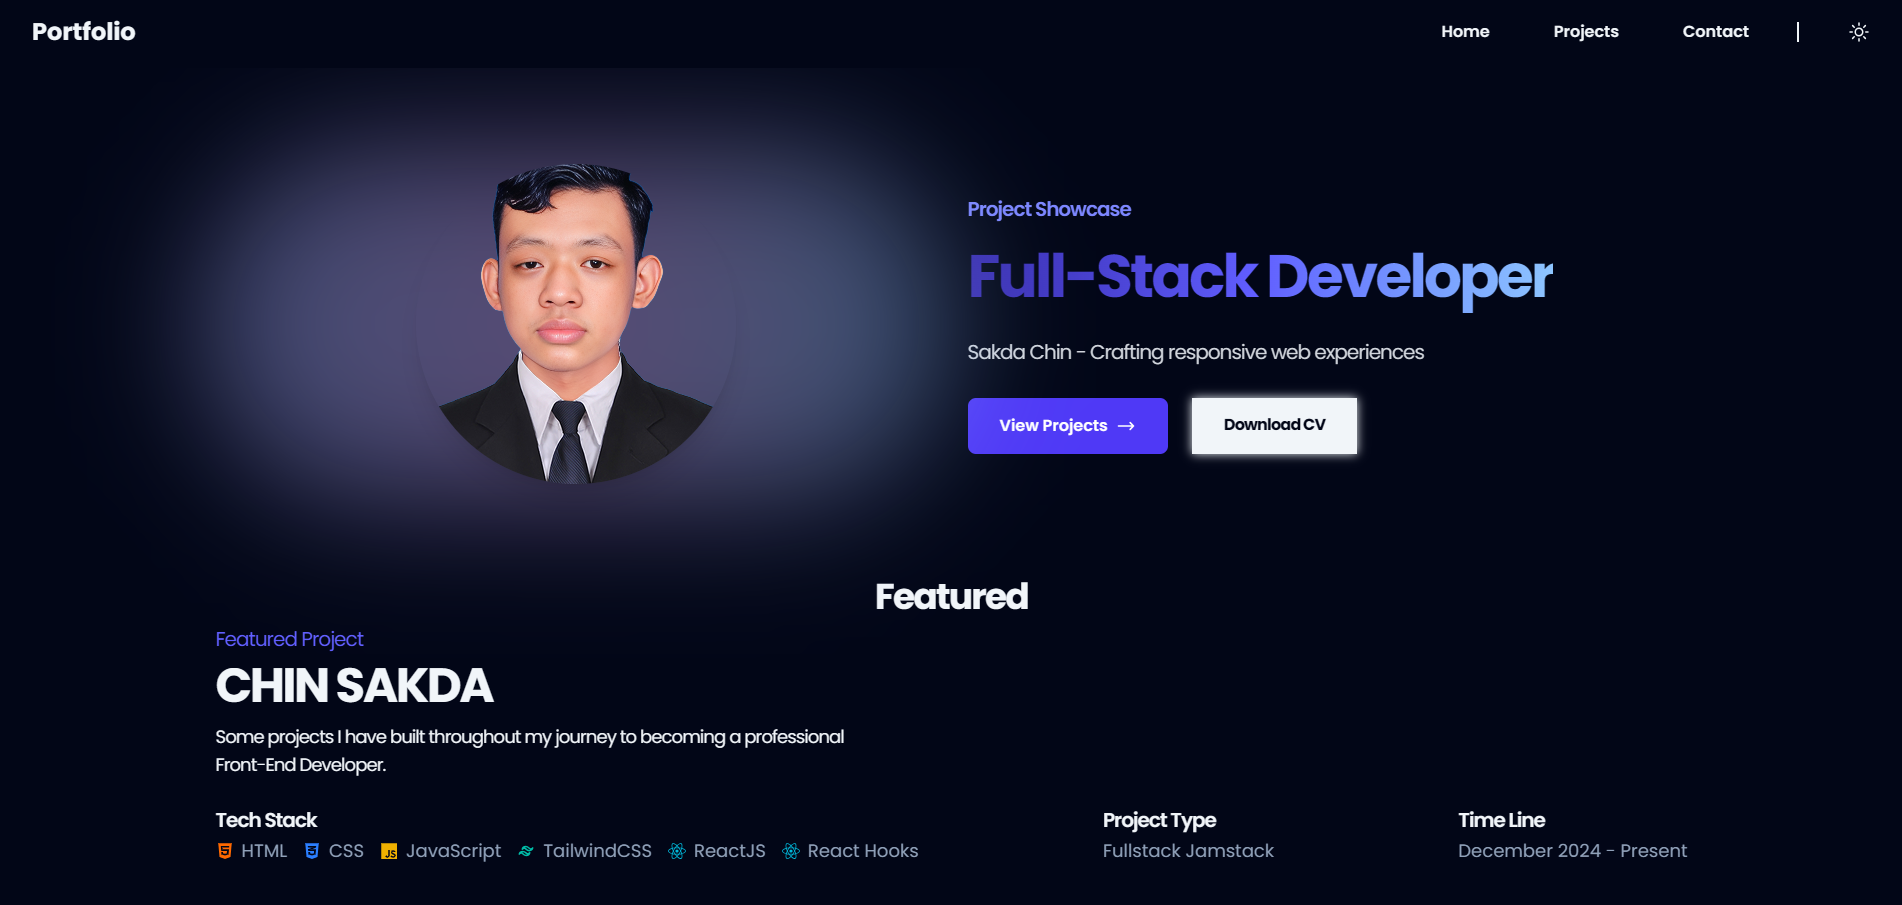 Portfolio
Home
Projects
Contact
Project Showcase
Full-Stack Developer
Sakda Chin - Crafting responsive web experiences
View Projects →
Download CV
Featured
Featured Project
CHIN SAKDA
Some projects I have built throughout my journey to becoming a professional
Front-End Developer.
Tech Stack
HTML CSS JavaScript TailwindCSS ReactJS React Hooks
Project Type
Fullstack Jamstack
Time Line
December 2024 - Present